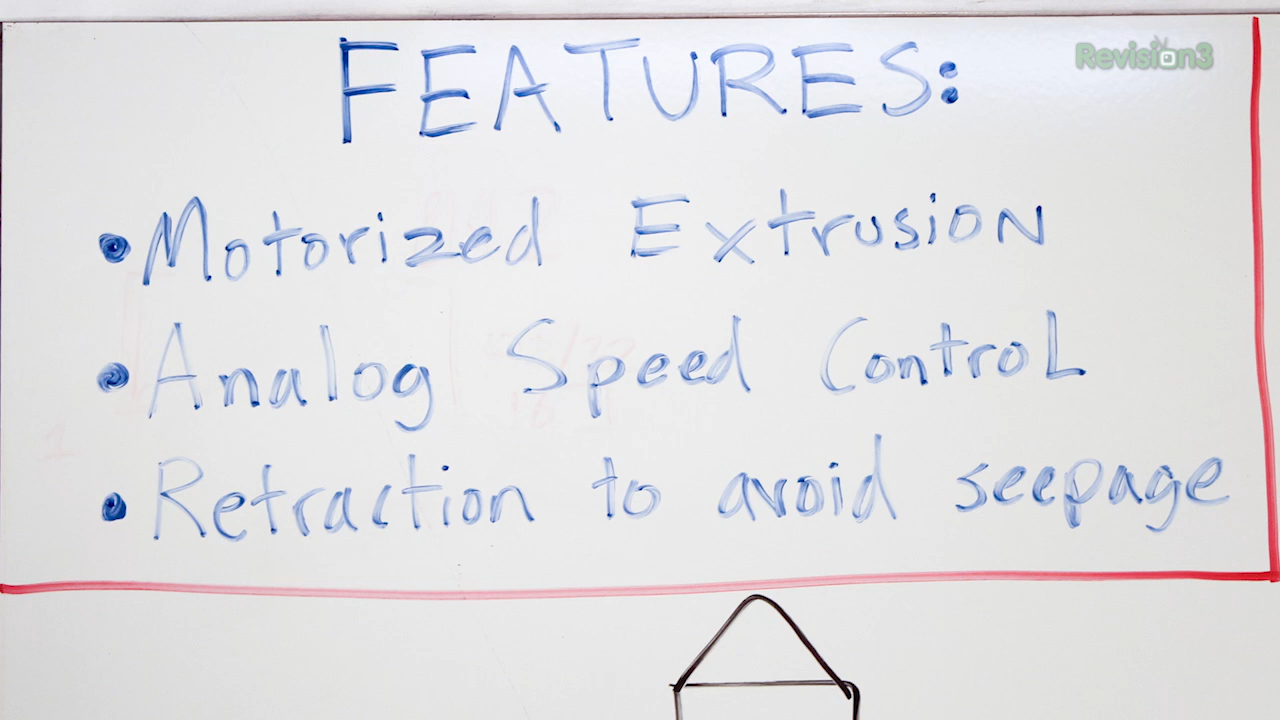 FEATURES:
Revision3
• Motorized Extrusion
• Analog Speed Control
• Retraction to avoid seepage